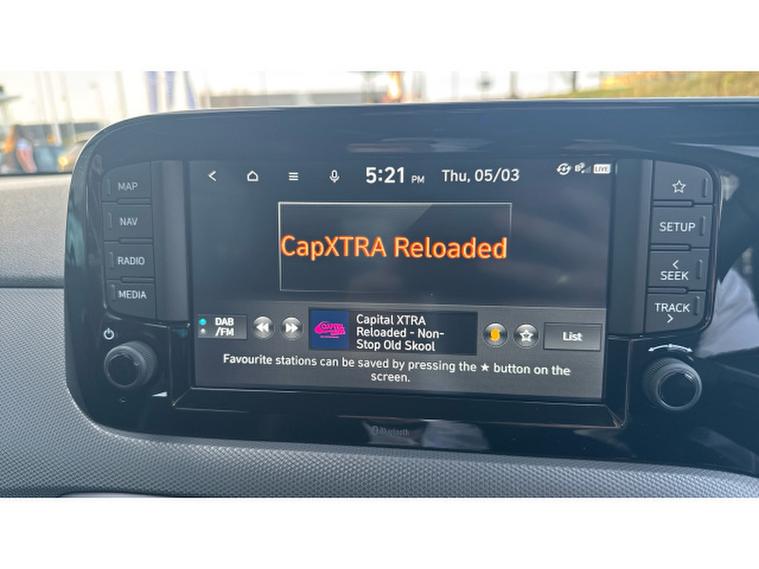 5:21 PM Thu, 05/03
LIVE
MAP
NAV
RADIO
MEDIA
CapXTRA Reloaded
SETUP
< SEEK
TRACK >
DAB
/FM
Capital XTRA
Reloaded - Non-
Stop Old Skool
List
Favourite stations can be saved by pressing the ★ button on the
screen.
Bluetooth